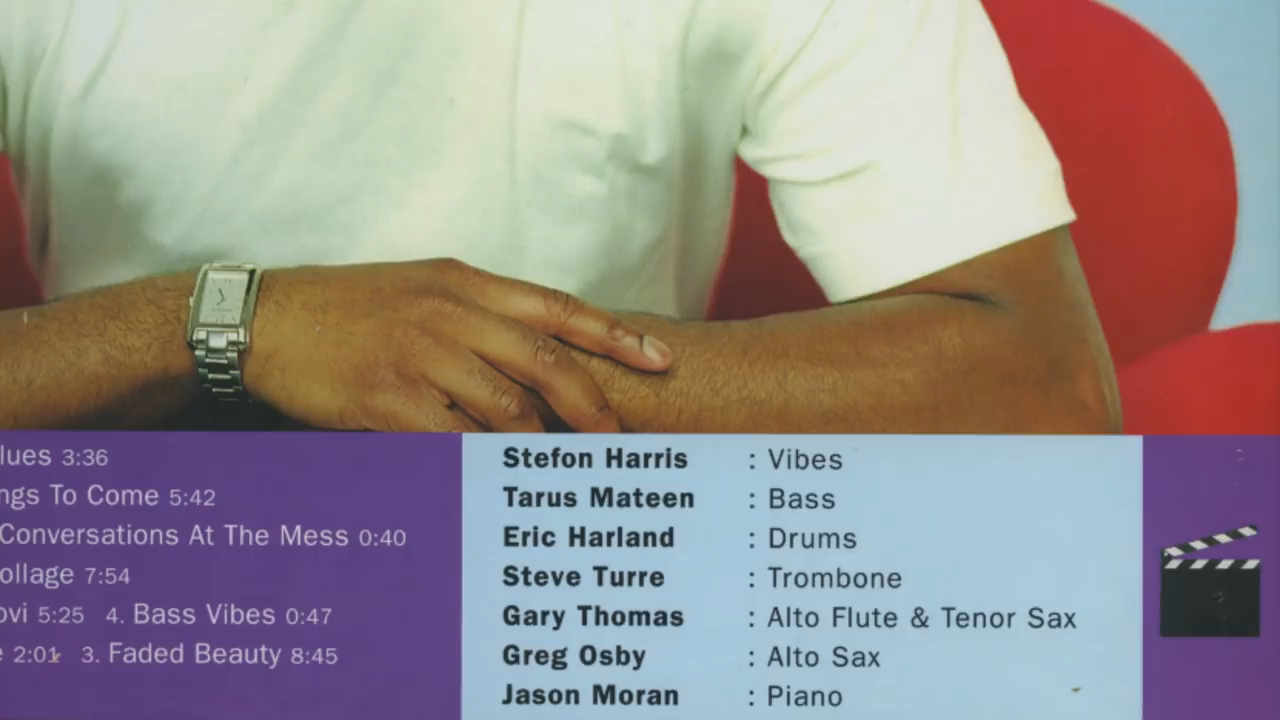 lues 3:36
ngs To Come 5:42
Conversations At The Mess 0:40
ollage 7:54
ovi 5:25 4. Bass Vibes 0:47
e 2:01 3. Faded Beauty 8:45
Stefon Harris : Vibes
Tarus Mateen : Bass
Eric Harland : Drums
Steve Turre : Trombone
Gary Thomas : Alto Flute & Tenor Sax
Greg Osby : Alto Sax
Jason Moran : Piano